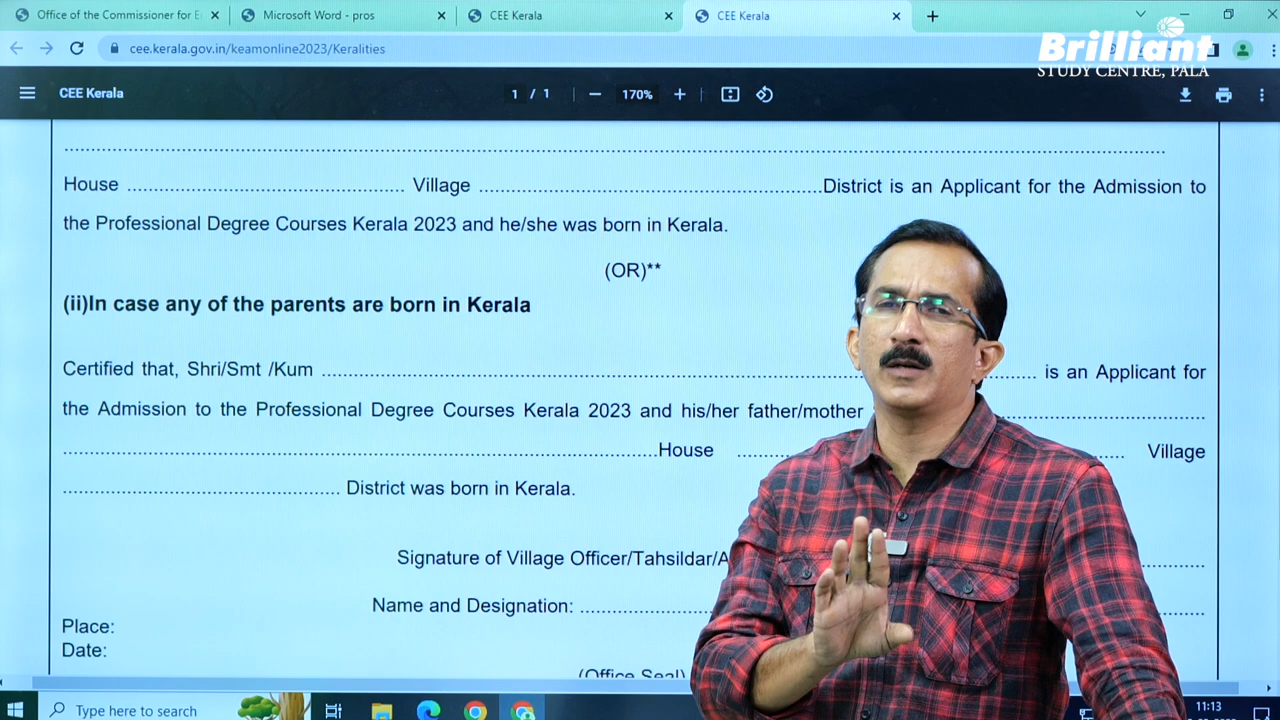 Office of the Commissioner for E
Microsoft Word - pros
CEE Kerala
CEE Kerala
cee.kerala.gov.in/keamonline2023/Keralities
Brilliant
STUDY CENTRE, PALA
CEE Kerala
1 / 1
170%
House ........ Village ........ District is an Applicant for the Admission to
the Professional Degree Courses Kerala 2023 and he/she was born in Kerala.
(OR)**
(ii)In case any of the parents are born in Kerala
Certified that, Shri/Smt /Kum ........ is an Applicant for
the Admission to the Professional Degree Courses Kerala 2023 and his/her father/mother ........
........House ........ Village
........ District was born in Kerala.
Signature of Village Officer/Tahsildar/A
Name and Designation: ........
Place:
Date:
(Office Seal)
Type here to search
11:13